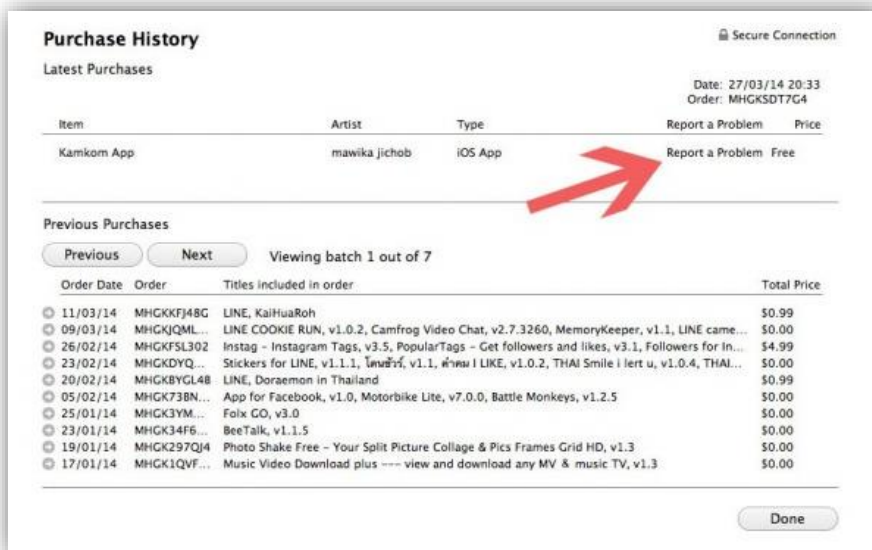 Purchase History
Secure Connection
Latest Purchases
Date: 27/03/14 20:33
Order: MHGKSDT7G4
Item Artist Type Report a Problem Price
Kamkom App mawika jichob iOS App Report a Problem Free
Previous Purchases
Previous Next Viewing batch 1 out of 7
Order Date Order Titles included in order Total Price
11/03/14 MHGKKFJ48G LINE, KaiHuaRoh $0.99
09/03/14 MHGKJQML... LINE COOKIE RUN, v1.0.2, Camfrog Video Chat, v2.7.3260, MemoryKeeper, v1.1, LINE came... $0.00
26/02/14 MHGKFSL302 Instag - Instagram Tags, v3.5, PopularTags - Get followers and likes, v3.1, Followers for In... $4.99
23/02/14 MHGKDYQ... Stickers for LINE, v1.1.1, โดนชัวร์, v1.1, คำคม I LIKE, v1.0.2, THAI Smile i lert u, v1.0.4, THAI... $0.00
20/02/14 MHGKBYGL48 LINE, Doraemon in Thailand $0.99
05/02/14 MHGK73BN... App for Facebook, v1.0, Motorbike Lite, v7.0.0, Battle Monkeys, v1.2.5 $0.00
25/01/14 MHGK3YM... Folx GO, v3.0 $0.00
23/01/14 MHGK34F6... BeeTalk, v1.1.5 $0.00
19/01/14 MHGK297QJ4 Photo Shake Free - Your Split Picture Collage & Pics Frames Grid HD, v1.3 $0.00
17/01/14 MHGK1QVF... Music Video Download plus --- view and download any MV & music TV, v1.3 $0.00
Done